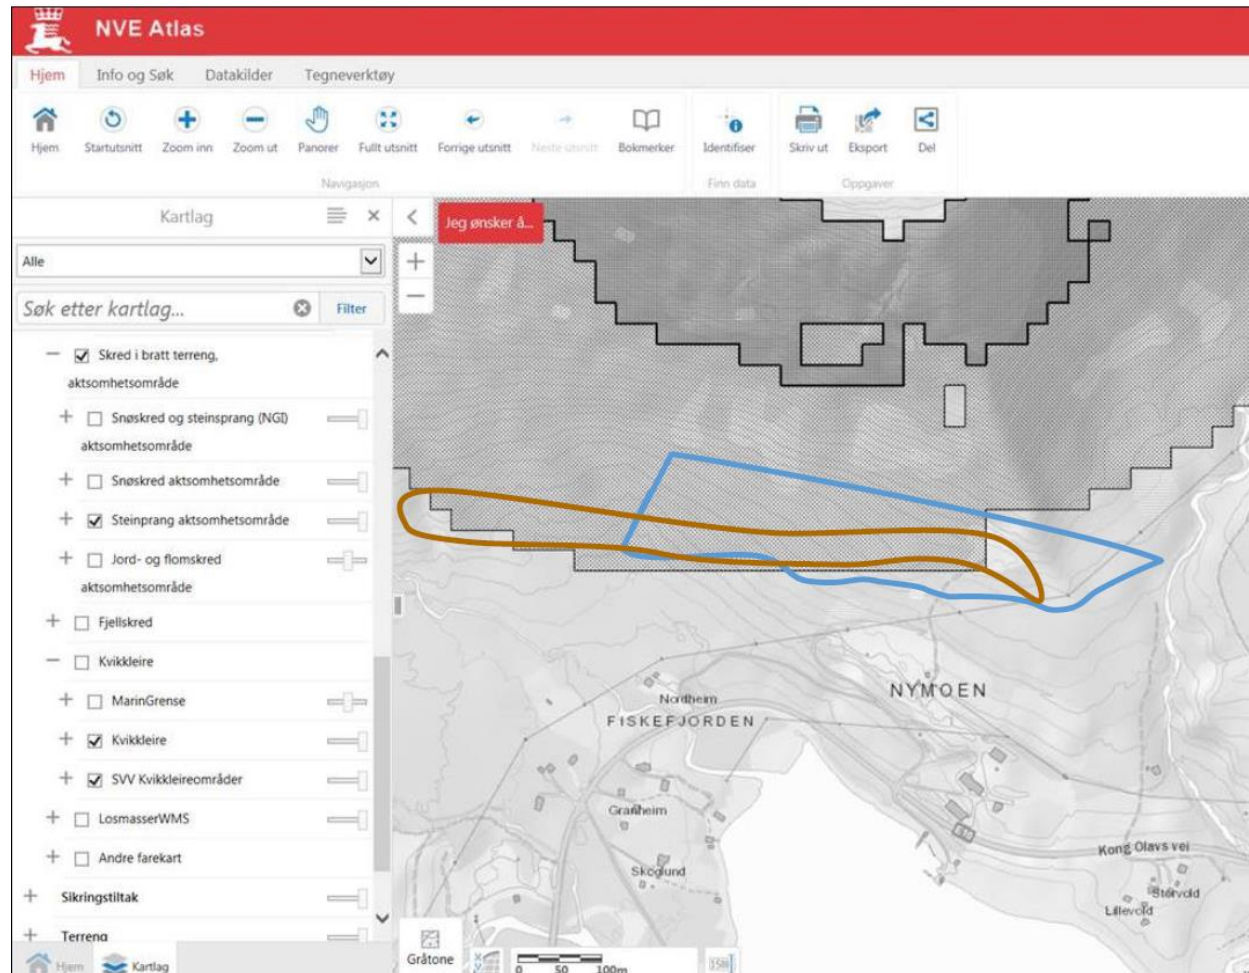 NVE Atlas
Hjem
Info og Søk
Datakilder
Tegneverktøy
Hjem
Startutsnitt
Zoom inn
Zoom ut
Panorer
Fullt utsnitt
Forrige utsnitt
Neste utsnitt
Bokmerker
Identifiser
Skriv ut
Eksport
Del
Navigasjon
Finn data
Oppgaver
Kartlag
Jeg ønsker å...
Alle
Søk etter kartlag...
Filter
Skred i bratt terreng,
aktsomhetsområde
Snøskred og steinsprang (NGI)
aktsomhetsområde
Snøskred aktsomhetsområde
Steinprang aktsomhetsområde
Jord- og flomskred
aktsomhetsområde
Fjellskred
Kvikkleire
MarinGrense
Kvikkleire
SVV Kvikkleireområder
LosmasserWMS
Andre farekart
Sikringstiltak
Terreng
Hjem
Kartlag
NYMOEN
Nordheim
FISKEFJORDEN
Granheim
Skoglund
Kong Olavs vei
Storvold
Lillevold
Gråtone
0 50 100m